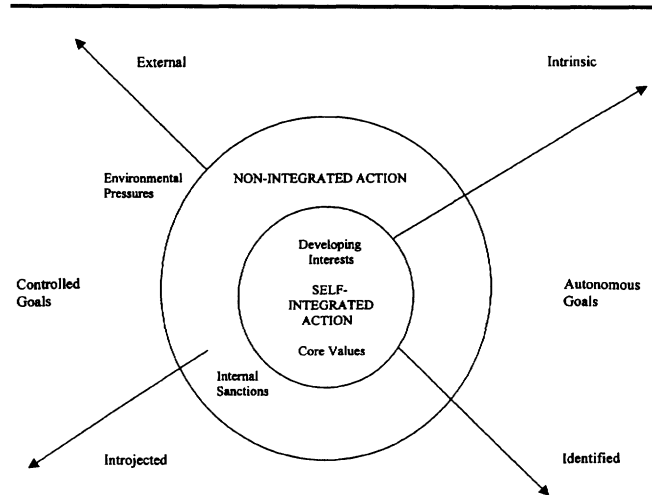 External
Intrinsic
Environmental
Pressures
NON-INTEGRATED ACTION
Developing
Interests
Controlled
Goals
SELF-
INTEGRATED
ACTION
Autonomous
Goals
Core Values
Internal
Sanctions
Introjected
Identified